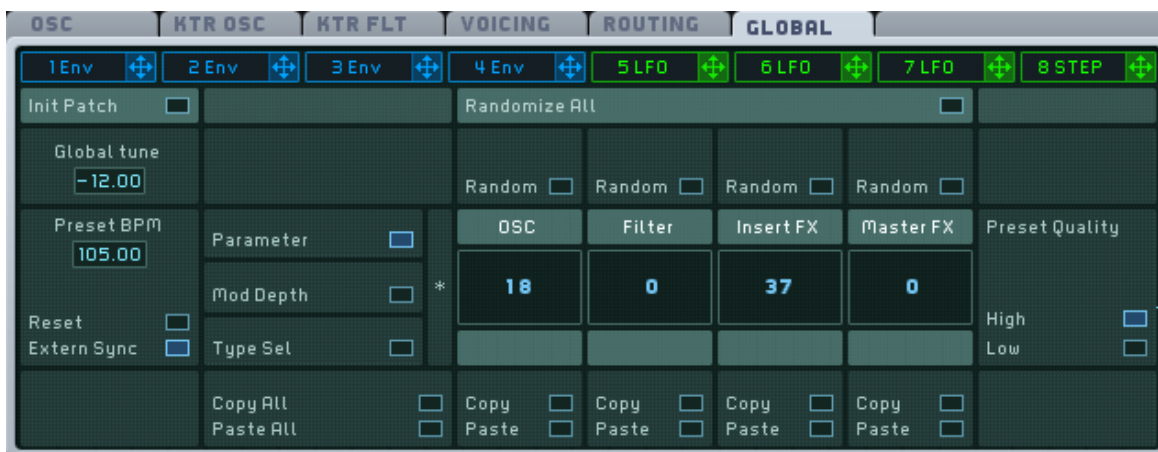 OSC KTR OSC KTR FLT VOICING ROUTING GLOBAL
1 Env 2 Env 3 Env 4 Env 5 LFO 6 LFO 7 LFO 8 STEP
Init Patch Randomize All
Global tune
-12.00
Random Random Random Random
Preset BPM OSC Filter Insert FX Master FX Preset Quality
105.00 Parameter
Mod Depth * 18 0 37 0
Reset High
Extern Sync Type Sel Low
Copy All Copy Copy Copy Copy
Paste All Paste Paste Paste Paste